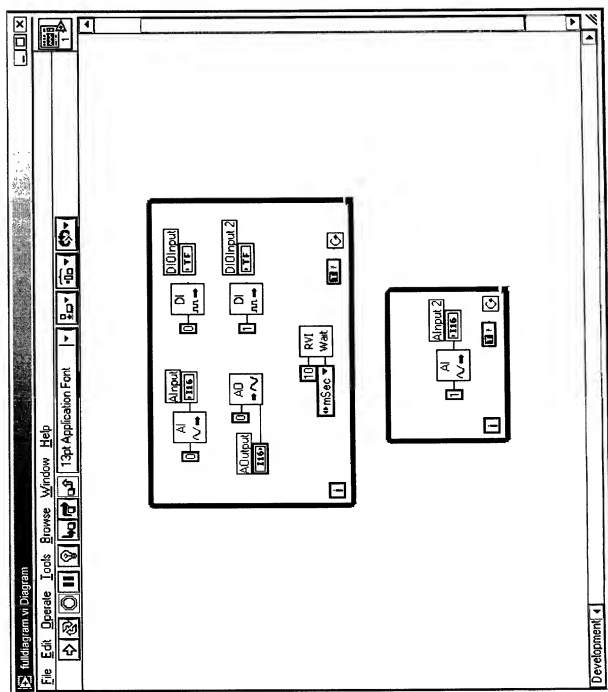 fulldiagram.vi Diagram
File Edit Operate Tools Browse Window Help
13pt Application Font
1
AInput
0
AI
I16
DIOInput
0
DI
TF
AOutput
I16
0
AO
DIOInput 2
1
DI
TF
10
mSec
RVI
Wait
i
T
AInput 2
1
AI
I16
i
T
Development